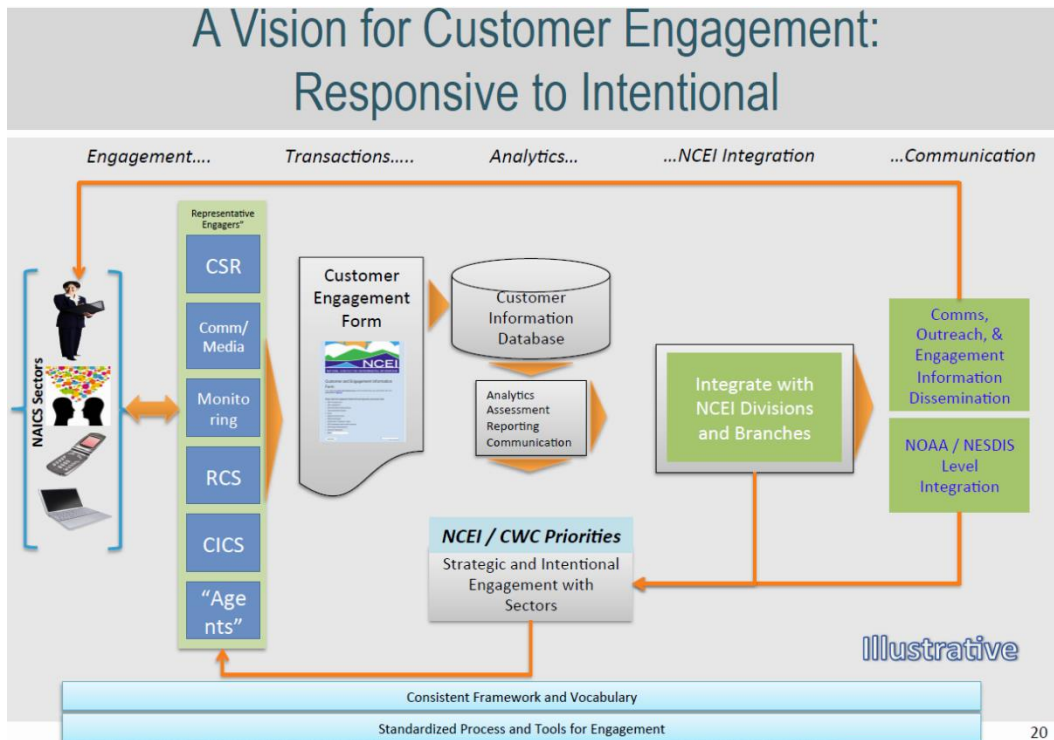 A Vision for Customer Engagement:
Responsive to Intentional
Engagement....
Transactions.....
Analytics...
...NCEI Integration
...Communication
NAICS Sectors
Representative
Engagers"
CSR
Comm/
Media
Monito
ring
RCS
CICS
“Age
nts”
Customer
Engagement
Form
NCEI
Customer
Information
Database
Analytics
Assessment
Reporting
Communication
Integrate with
NCEI Divisions
and Branches
Comms,
Outreach, &
Engagement
Information
Dissemination
NOAA / NESDIS
Level
Integration
NCEI / CWC Priorities
Strategic and Intentional
Engagement with
Sectors
Illustrative
Consistent Framework and Vocabulary
Standardized Process and Tools for Engagement
20